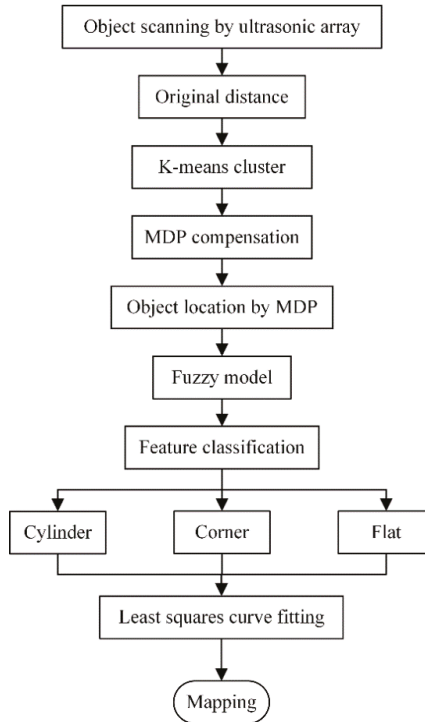 Object scanning by ultrasonic array
Original distance
K-means cluster
MDP compensation
Object location by MDP
Fuzzy model
Feature classification
Cylinder
Corner
Flat
Least squares curve fitting
Mapping